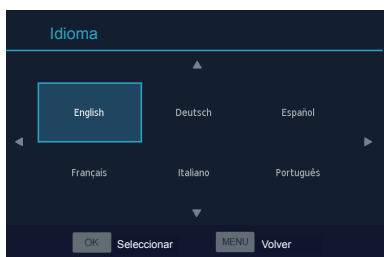 Idioma
English Deutsch Español
Français Italiano Português
OK Seleccionar MENU Volver